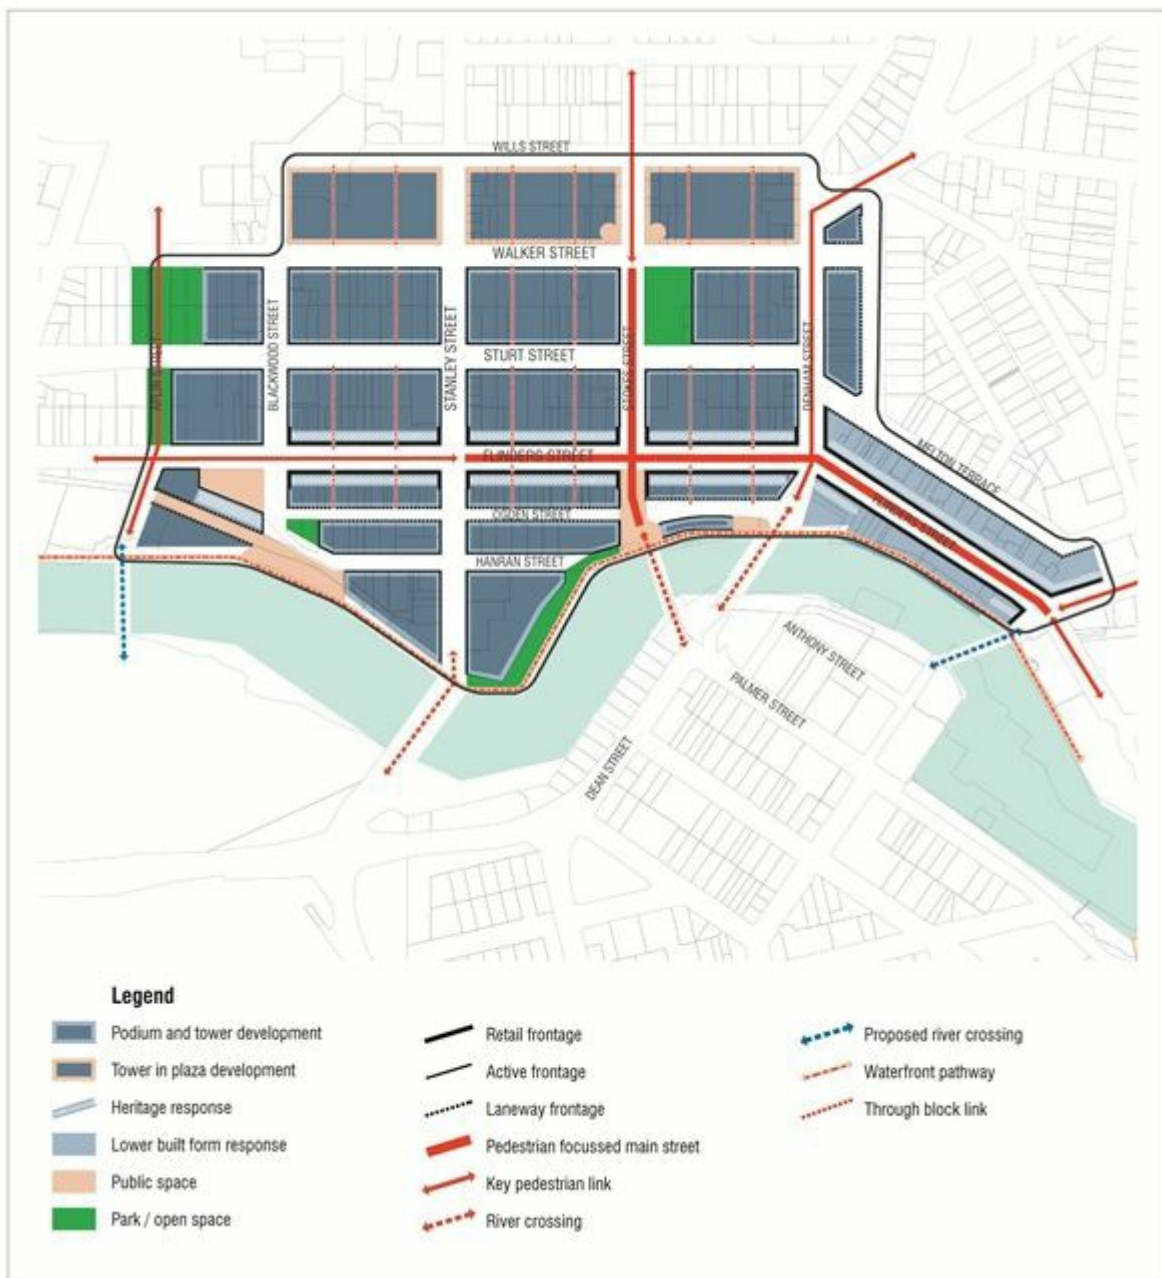 WILLS STREET
WALKER STREET
BLACKWOOD STREET
STANLEY STREET
STURT STREET
STOKES STREET
DENHAM STREET
FLINDERS STREET
MELTON TERRACE
FLINDERS STREET
OGDEN STREET
HANRAN STREET
ANTHONY STREET
PALMER STREET
DEAN STREET
Legend
Podium and tower development
Tower in plaza development
Heritage response
Lower built form response
Public space
Park / open space
Retail frontage
Active frontage
Laneway frontage
Pedestrian focussed main street
Key pedestrian link
River crossing
Proposed river crossing
Waterfront pathway
Through block link